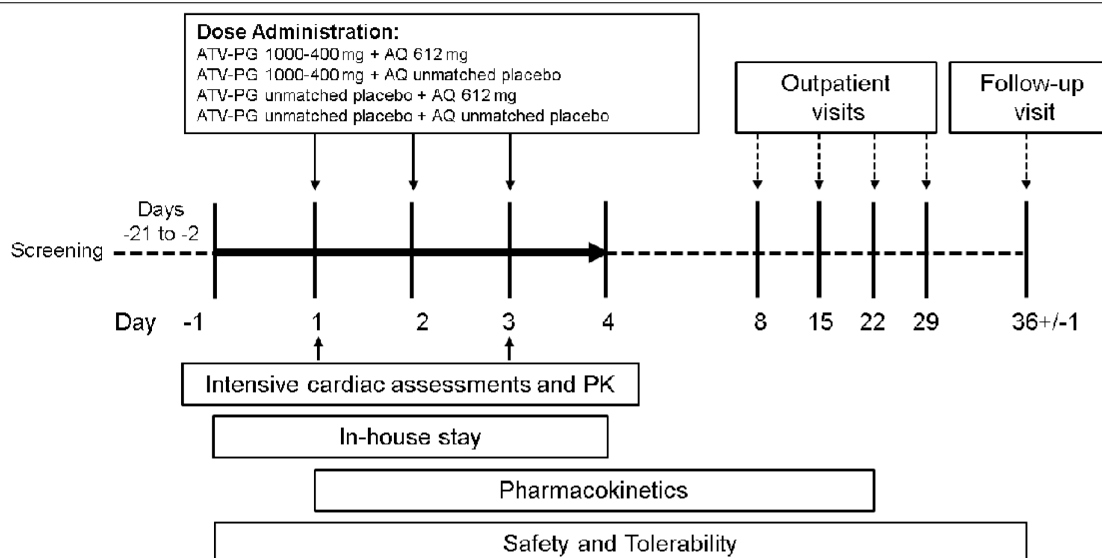 Dose Administration:
ATV-PG 1000-400 mg + AQ 612 mg
ATV-PG 1000-400 mg + AQ unmatched placebo
ATV-PG unmatched placebo + AQ 612 mg
ATV-PG unmatched placebo + AQ unmatched placebo
Outpatient
visits
Follow-up
visit
Days
-21 to -2
Screening
Day -1 1 2 3 4 8 15 22 29 36+/-1
Intensive cardiac assessments and PK
In-house stay
Pharmacokinetics
Safety and Tolerability